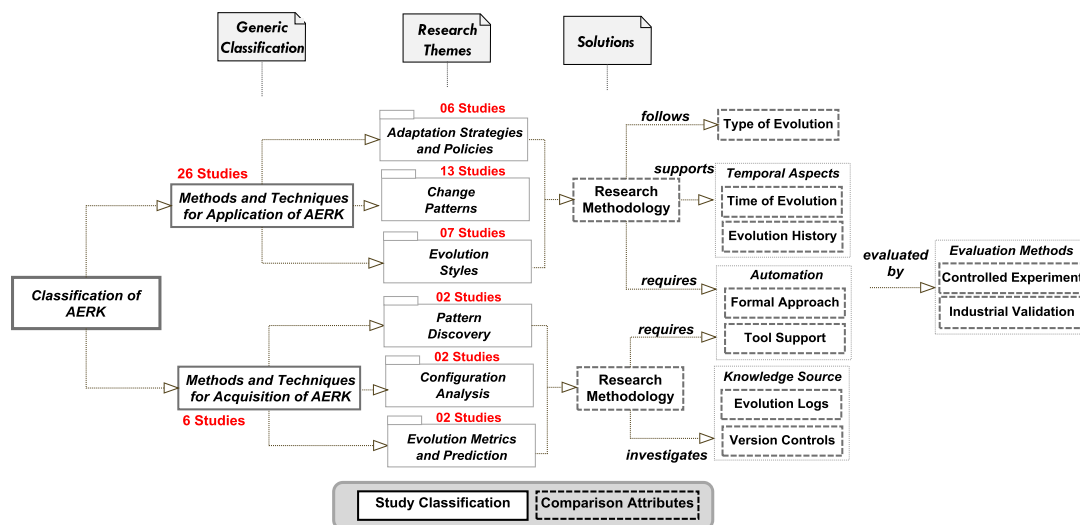 Generic
Classification
Research
Themes
Solutions
06 Studies
Adaptation Strategies
and Policies
follows
Type of Evolution
26 Studies
Methods and Techniques
for Application of AERK
13 Studies
Change
Patterns
Research
Methodology
supports
Temporal Aspects
Time of Evolution
Evolution History
07 Studies
Evolution
Styles
evaluated
by
Evaluation Methods
Controlled Experiment
Industrial Validation
Classification of
AERK
requires
Automation
Formal Approach
Tool Support
02 Studies
Pattern
Discovery
requires
02 Studies
Configuration
Analysis
Methods and Techniques
for Acquisition of AERK
6 Studies
Research
Methodology
Knowledge Source
Evolution Logs
Version Controls
02 Studies
Evolution Metrics
and Prediction
investigates
Study Classification
Comparison Attributes